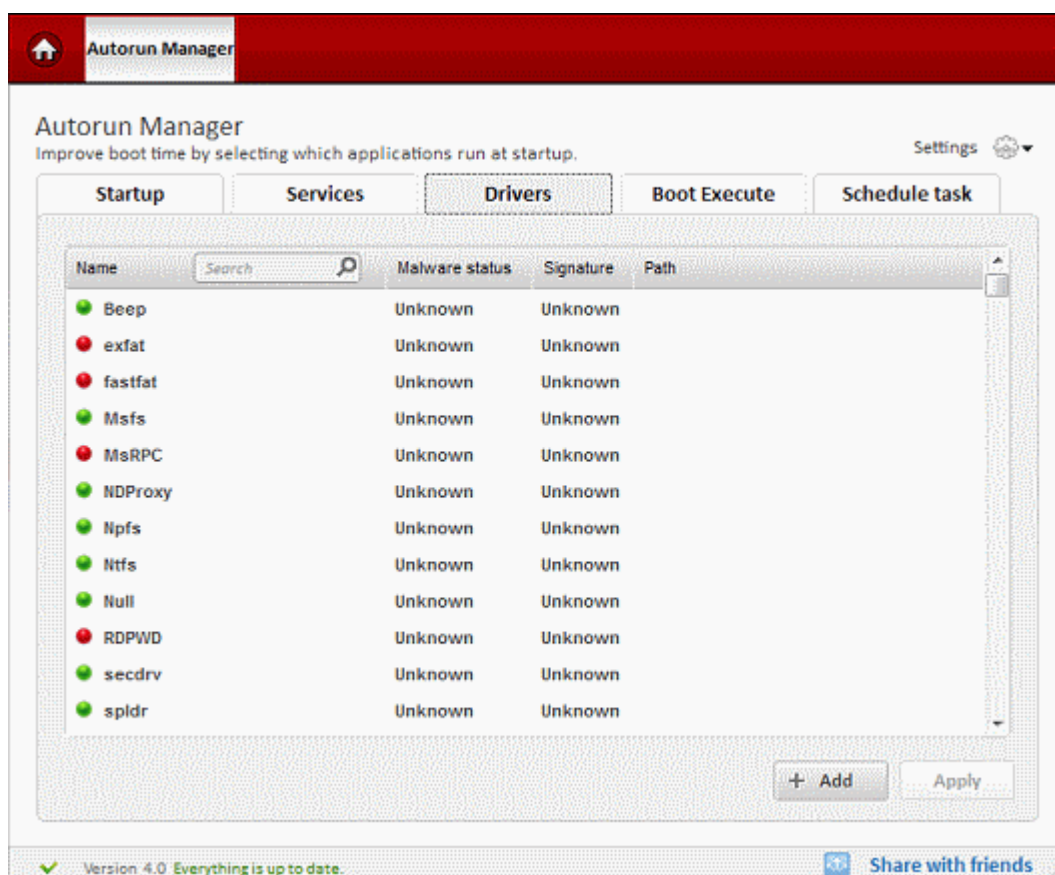 Autorun Manager
Autorun Manager
Improve boot time by selecting which applications run at startup.
Settings
Startup Services Drivers Boot Execute Schedule task
Name Search Malware status Signature Path
Beep Unknown Unknown
exfat Unknown Unknown
fastfat Unknown Unknown
Msfs Unknown Unknown
MsRPC Unknown Unknown
NDProxy Unknown Unknown
Npfs Unknown Unknown
Ntfs Unknown Unknown
Null Unknown Unknown
RDPWD Unknown Unknown
secdrv Unknown Unknown
spldr Unknown Unknown
+ Add Apply
Version 4.0 Everything is up to date. Share with friends